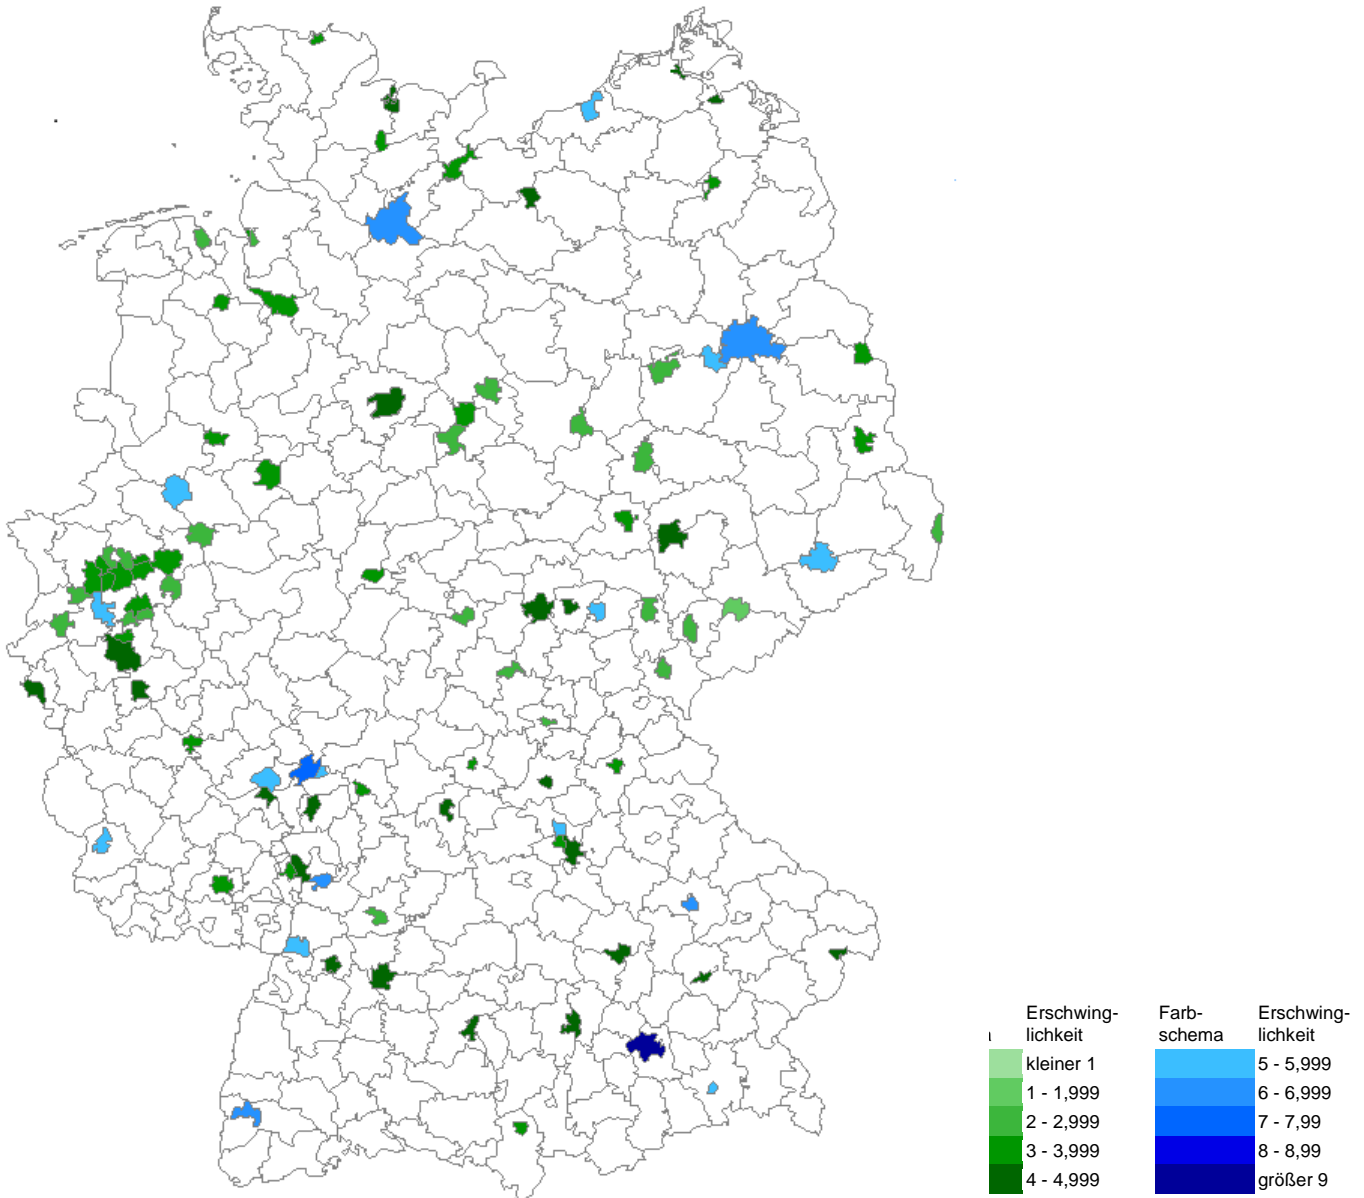 Erschwing-
lichkeit
kleiner 1
1 - 1,999
2 - 2,999
3 - 3,999
4 - 4,999
Farb-
schema
Erschwing-
lichkeit
5 - 5,999
6 - 6,999
7 - 7,99
8 - 8,99
größer 9